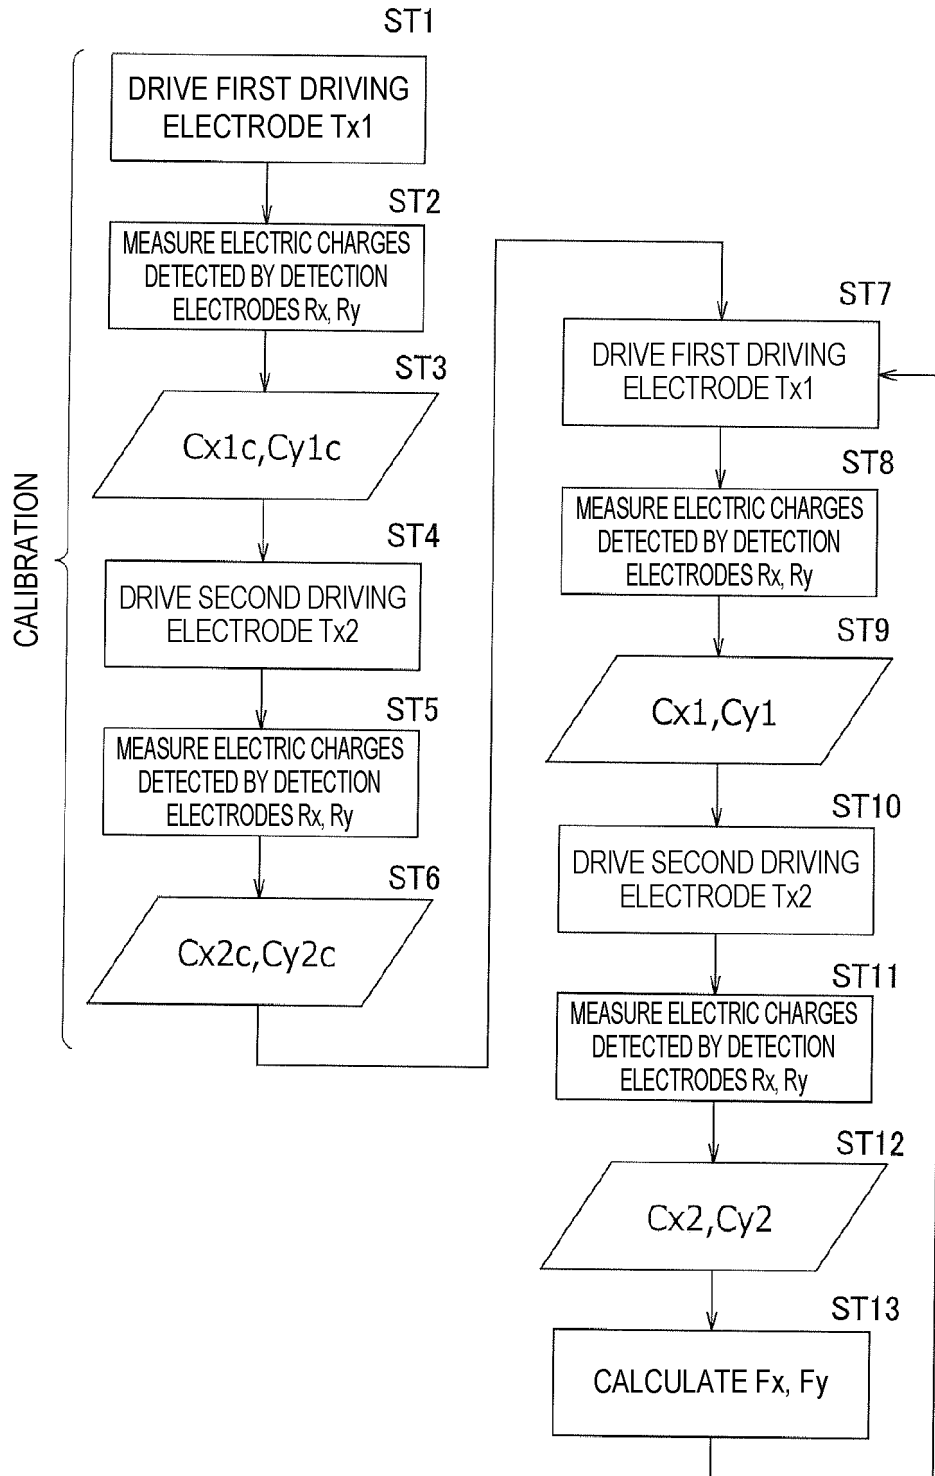 ST1
DRIVE FIRST DRIVING
ELECTRODE Tx1
ST2
MEASURE ELECTRIC CHARGES
DETECTED BY DETECTION
ELECTRODES Rx, Ry
ST3
Cx1c,Cy1c
ST4
DRIVE SECOND DRIVING
ELECTRODE Tx2
ST5
MEASURE ELECTRIC CHARGES
DETECTED BY DETECTION
ELECTRODES Rx, Ry
ST6
Cx2c,Cy2c
CALIBRATION
ST7
DRIVE FIRST DRIVING
ELECTRODE Tx1
ST8
MEASURE ELECTRIC CHARGES
DETECTED BY DETECTION
ELECTRODES Rx, Ry
ST9
Cx1,Cy1
ST10
DRIVE SECOND DRIVING
ELECTRODE Tx2
ST11
MEASURE ELECTRIC CHARGES
DETECTED BY DETECTION
ELECTRODES Rx, Ry
ST12
Cx2,Cy2
ST13
CALCULATE Fx, Fy